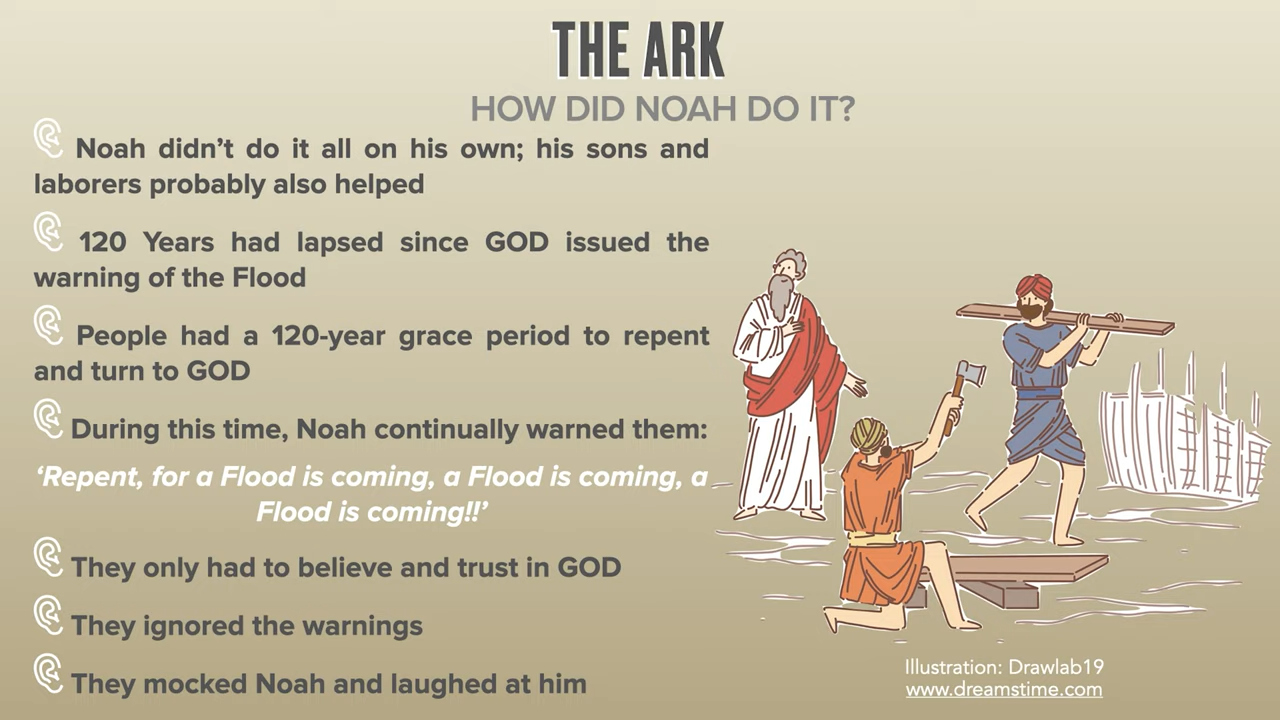 THE ARK
HOW DID NOAH DO IT?
Noah didn’t do it all on his own; his sons and
laborers probably also helped
120 Years had lapsed since GOD issued the
warning of the Flood
People had a 120-year grace period to repent
and turn to GOD
During this time, Noah continually warned them:
‘Repent, for a Flood is coming, a Flood is coming, a
Flood is coming!!’
They only had to believe and trust in GOD
They ignored the warnings
They mocked Noah and laughed at him
Illustration: Drawlab19
www.dreamstime.com